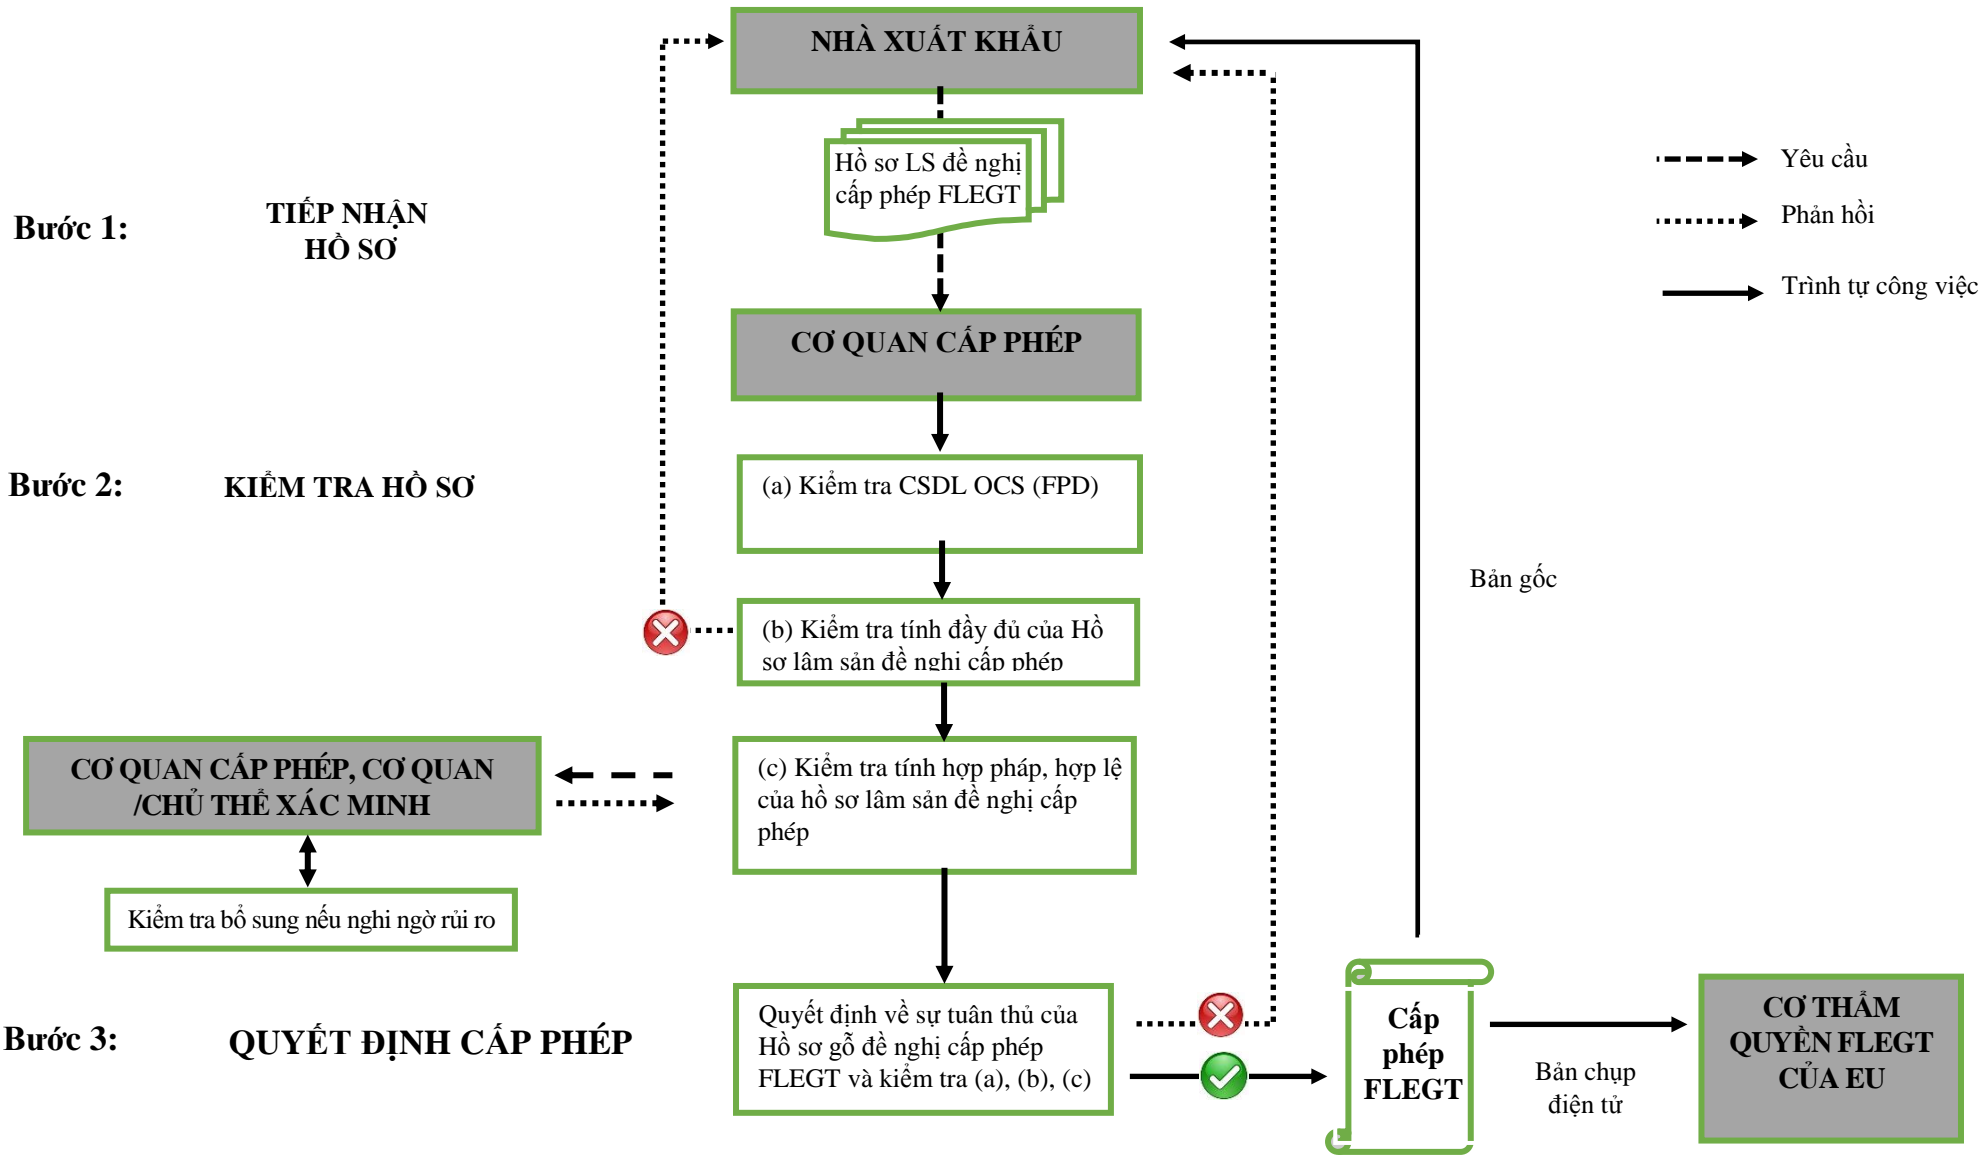 NHÀ XUẤT KHẨU
Hồ sơ LS đề nghị
cấp phép FLEGT
Yêu cầu
Phản hồi
Trình tự công việc
Bước 1:
TIẾP NHẬN
HỒ SƠ
CƠ QUAN CẤP PHÉP
Bước 2:
KIỂM TRA HỒ SƠ
(a) Kiểm tra CSDL OCS (FPD)
Bản gốc
(b) Kiểm tra tính đầy đủ của Hồ
sơ lâm sản đề nghị cấp phép
CƠ QUAN CẤP PHÉP, CƠ QUAN
/CHỦ THỂ XÁC MINH
(c) Kiểm tra tính hợp pháp, hợp lệ
của hồ sơ lâm sản đề nghị cấp
phép
Kiểm tra bổ sung nếu nghi ngờ rủi ro
Bước 3:
QUYẾT ĐỊNH CẤP PHÉP
Quyết định về sự tuân thủ của
Hồ sơ gỗ đề nghị cấp phép
FLEGT và kiểm tra (a), (b), (c)
Cấp
phép
FLEGT
Bản chụp
điện tử
CƠ THẨM
QUYỀN FLEGT
CỦA EU